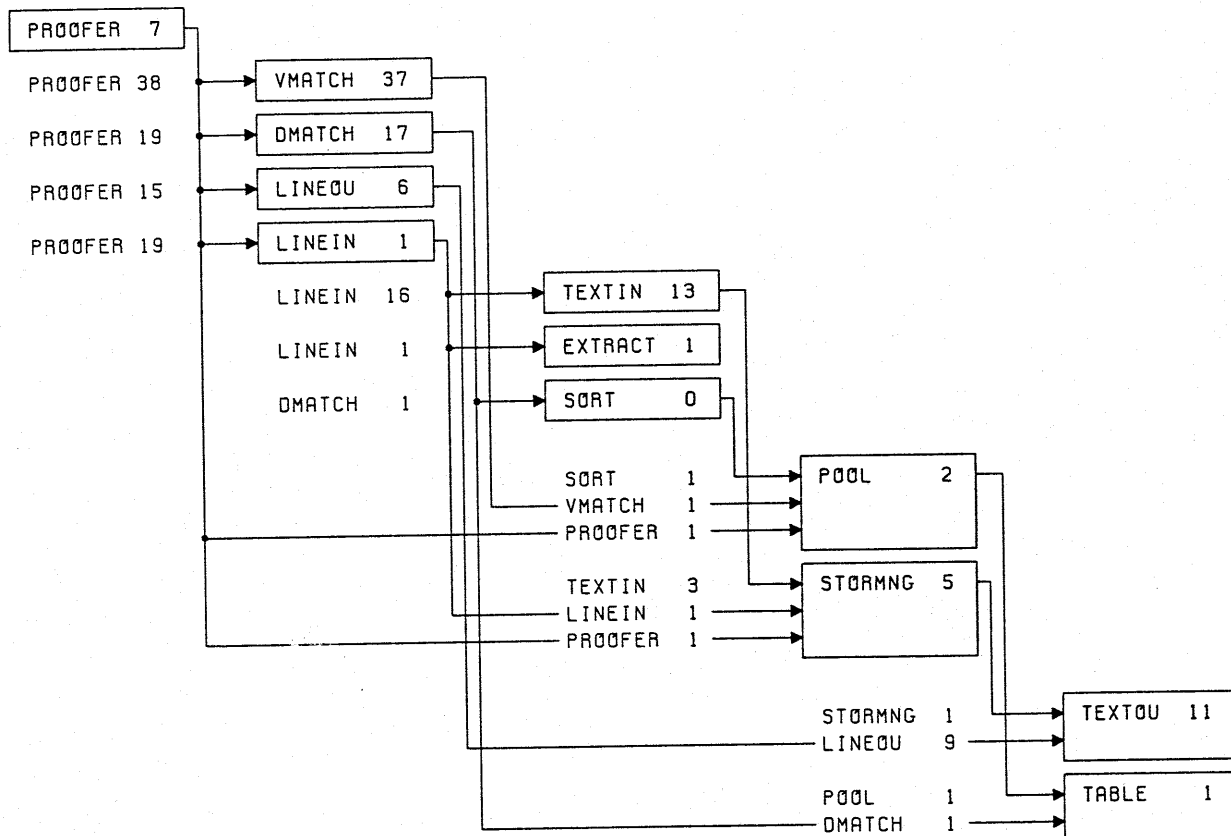 PROOFER 7
PROOFER 38 VMATCH 37
PROOFER 19 DMATCH 17
PROOFER 15 LINEOU 6
PROOFER 19 LINEIN 1
LINEIN 16 TEXTIN 13
LINEIN 1 EXTRACT 1
DMATCH 1 SORT 0
SORT 1 POOL 2
VMATCH 1
PROOFER 1
TEXTIN 3 STORMNG 5
LINEIN 1
PROOFER 1
STORMNG 1 TEXTOU 11
LINEOU 9
POOL 1 TABLE 1
DMATCH 1